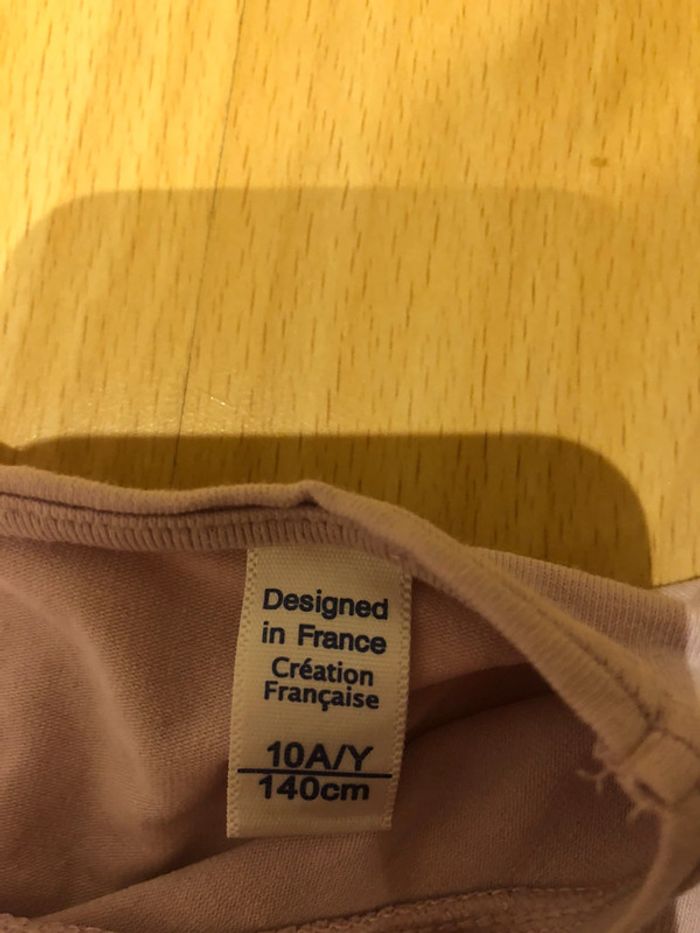 Designed
in France
Création
Française
10A/Y
140cm